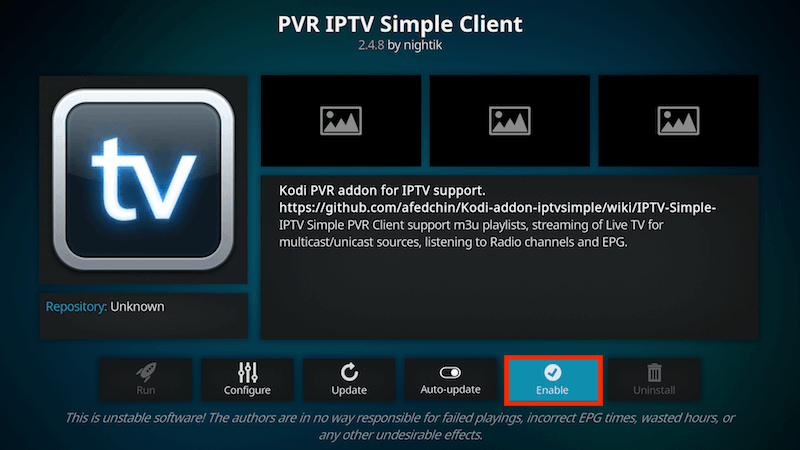 PVR IPTV Simple Client
2.4.8 by nightik
tv
Kodi PVR addon for IPTV support.
https://github.com/afedchin/Kodi-addon-iptvsimple/wiki/IPTV-Simple-
IPTV Simple PVR Client support m3u playlists, streaming of Live TV for
multicast/unicast sources, listening to Radio channels and EPG.
Repository: Unknown
Run
Configure
Update
Auto-update
Enable
Uninstall
This is unstable software! The authors are in no way responsible for failed playings, incorrect EPG times, wasted hours, or
any other undesirable effects.